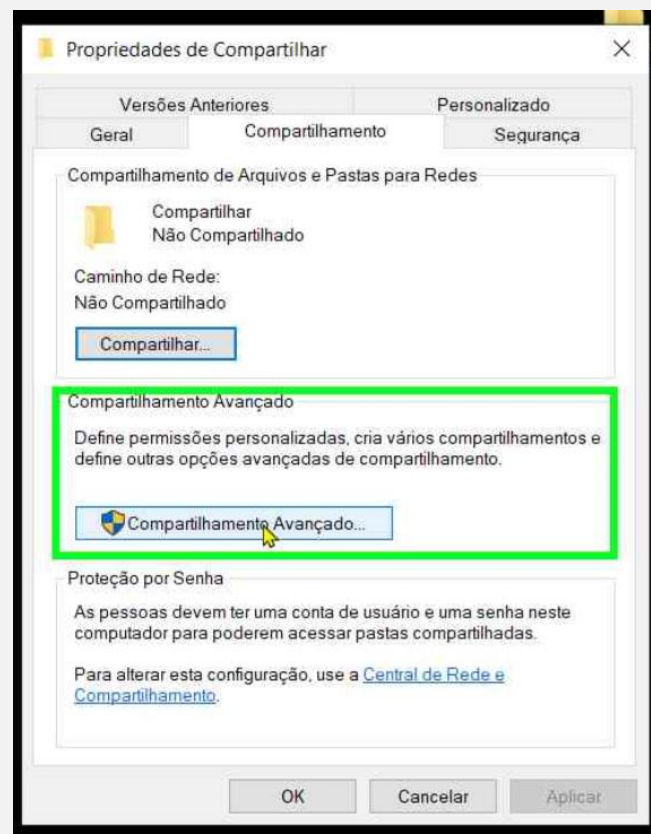 Propriedades de Compartilhar
Versões Anteriores
Personalizado
Geral
Compartilhamento
Segurança
Compartilhamento de Arquivos e Pastas para Redes
Compartilhar
Não Compartilhado
Caminho de Rede:
Não Compartilhado
Compartilhar...
Compartilhamento Avançado
Define permissões personalizadas, cria vários compartilhamentos e
define outras opções avançadas de compartilhamento.
Compartilhamento Avançado...
Proteção por Senha
As pessoas devem ter uma conta de usuário e uma senha neste
computador para poderem acessar pastas compartilhadas.
Para alterar esta configuração, use a Central de Rede e
Compartilhamento.
OK
Cancelar
Aplicar